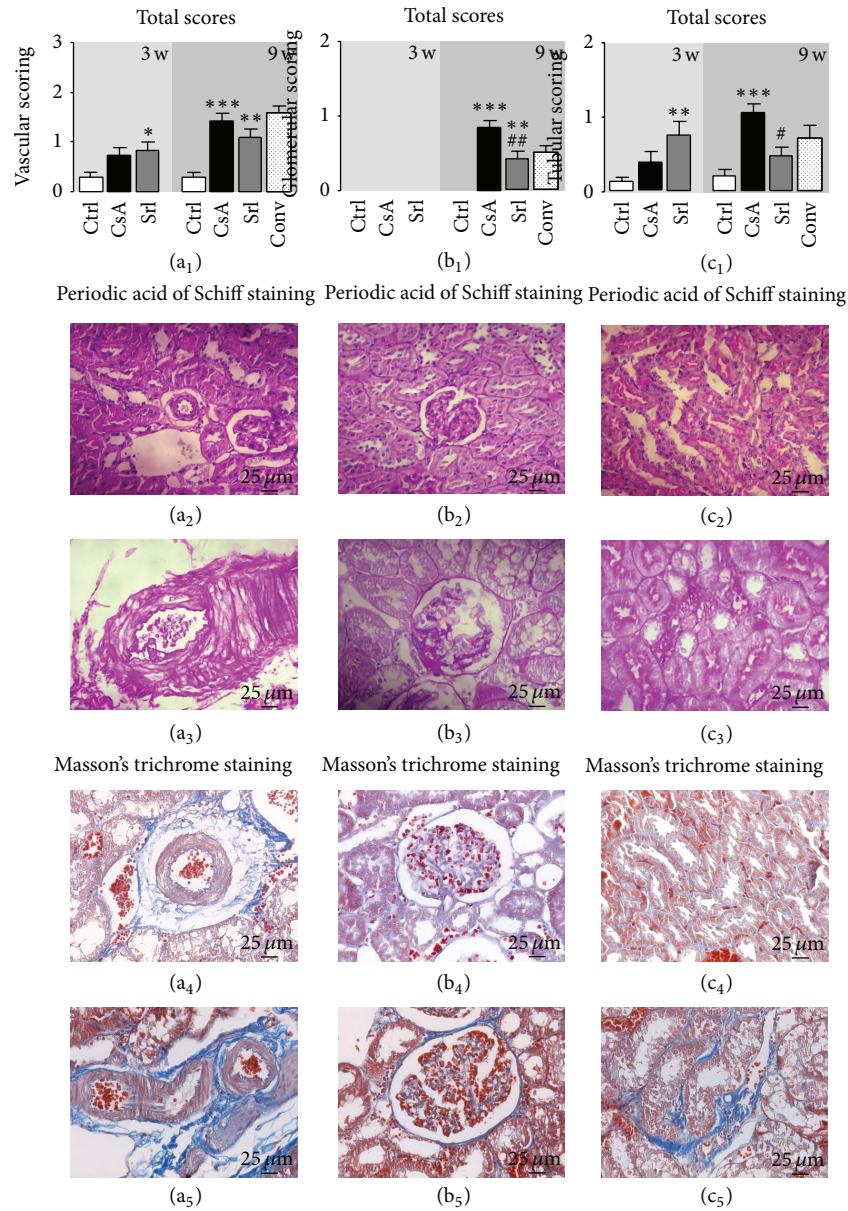 Total scores
Total scores
Total scores
Vascular scoring
3
2
1
0
3 w
9 w
*
***
**
Ctrl
CsA
Srl
Ctrl
CsA
Srl
Conv
(a1)
Glomerular scoring
2
1
0
3 w
9 w
***
**
##
Ctrl
CsA
Srl
Ctrl
CsA
Srl
Conv
(b1)
Tubular scoring
2
1
0
3 w
9 w
**
***
#
Ctrl
CsA
Srl
Ctrl
CsA
Srl
Conv
(c1)
Periodic acid of Schiff staining
Periodic acid of Schiff staining
Periodic acid of Schiff staining
25 μm
25 μm
25 μm
(a2)
(b2)
(c2)
25 μm
25 μm
25 μm
(a3)
(b3)
(c3)
Masson's trichrome staining
Masson's trichrome staining
Masson's trichrome staining
25 μm
25 μm
25 μm
(a4)
(b4)
(c4)
25 μm
25 μm
25 μm
(a5)
(b5)
(c5)